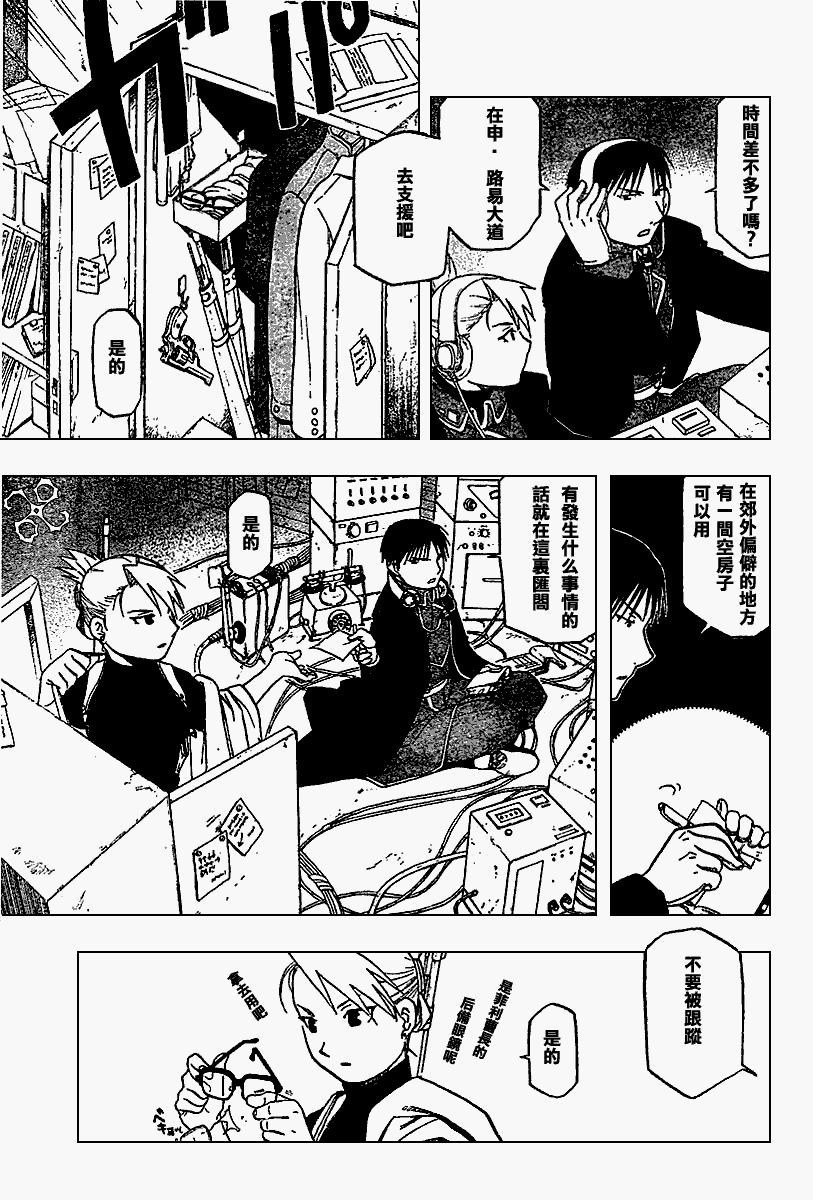 時間差不多了嗎？
在申．路易大道
去支援吧
ガパ
是的
在郊外偏僻的地方
有一間空房子
可以用
有發生什么事情的
話就在這裏匯閤
是的
不要被跟蹤
是的
是菲利曹長的
后備眼鏡呢
拿去用吧